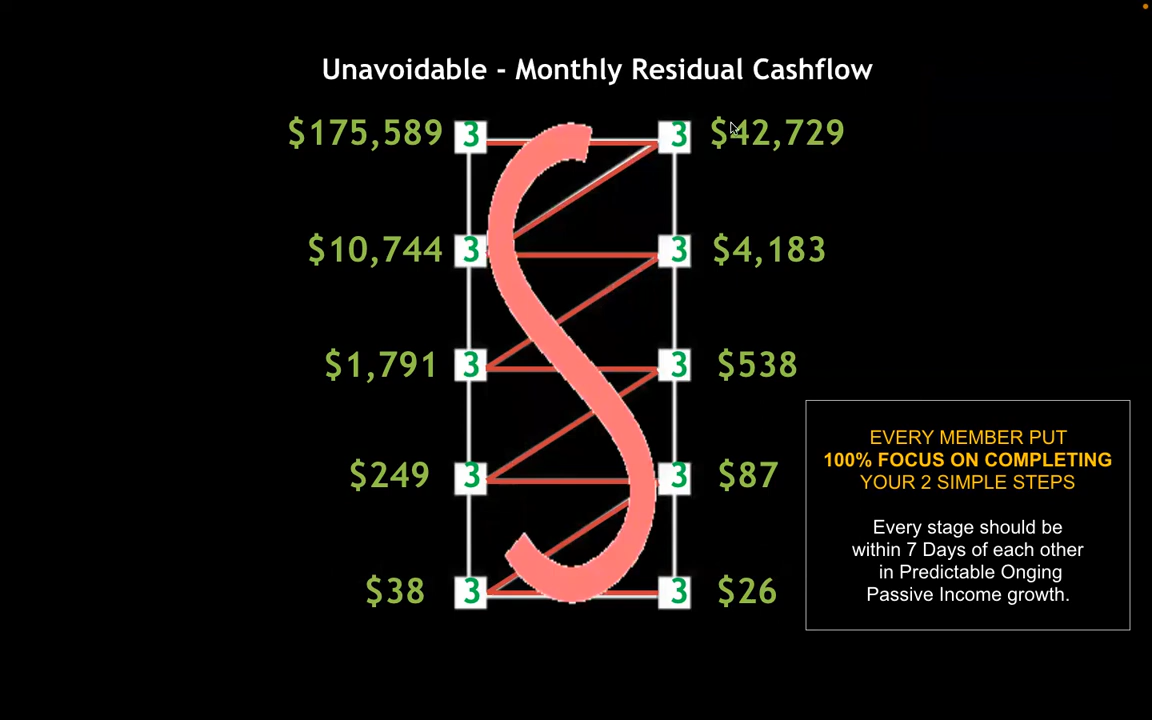 Unavoidable - Monthly Residual Cashflow
$175,589 3 3 $42,729
$10,744 3 3 $4,183
$1,791 3 3 $538
$249 3 3 $87
$38 3 3 $26
EVERY MEMBER PUT
100% FOCUS ON COMPLETING
YOUR 2 SIMPLE STEPS
Every stage should be
within 7 Days of each other
in Predictable Onging
Passive Income growth.